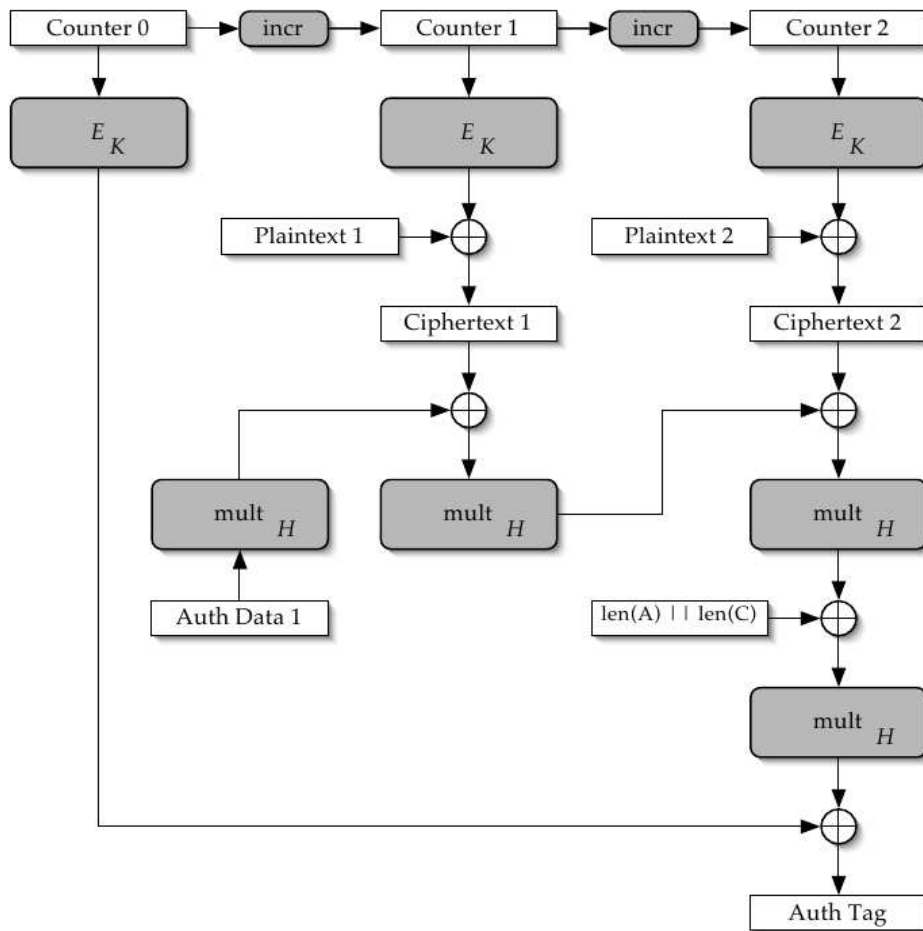 Counter 0
incr
Counter 1
incr
Counter 2
E K
E K
E K
Plaintext 1
Plaintext 2
Ciphertext 1
Ciphertext 2
mult H
mult H
mult H
Auth Data 1
len(A) || len(C)
mult H
Auth Tag